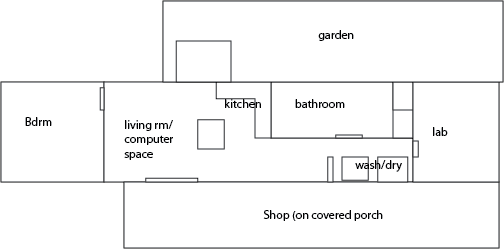 garden
kitchen
bathroom
Bdrm
living rm/
computer
space
lab
wash/dry
Shop (on covered porch